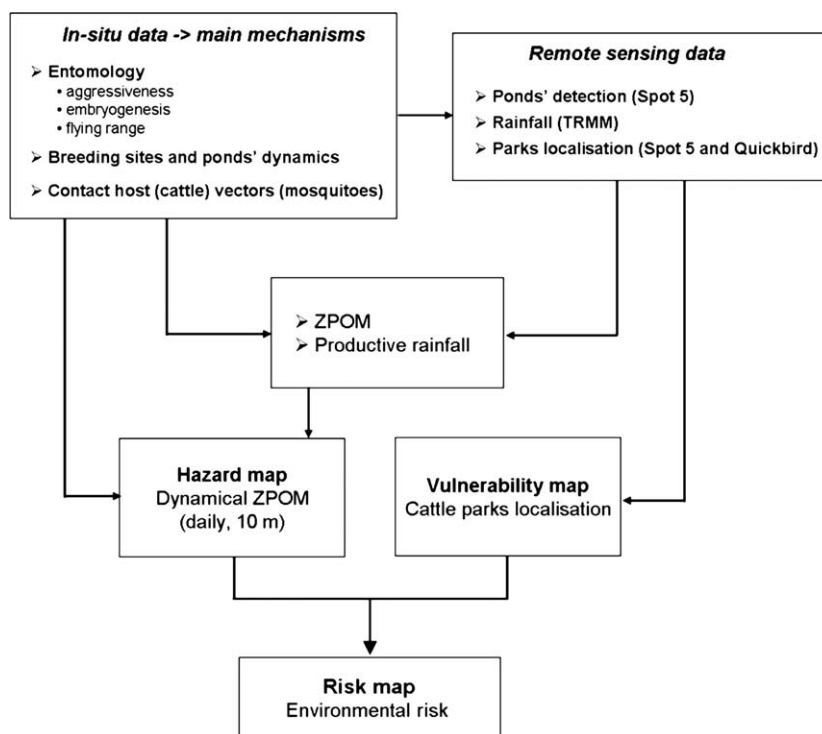 In-situ data -> main mechanisms
➢ Entomology
• aggressiveness
• embryogenesis
• flying range
➢ Breeding sites and ponds' dynamics
➢ Contact host (cattle) vectors (mosquitoes)
Remote sensing data
➢ Ponds' detection (Spot 5)
➢ Rainfall (TRMM)
➢ Parks localisation (Spot 5 and Quickbird)
➢ ZPOM
➢ Productive rainfall
Hazard map
Dynamical ZPOM
(daily, 10 m)
Vulnerability map
Cattle parks localisation
Risk map
Environmental risk